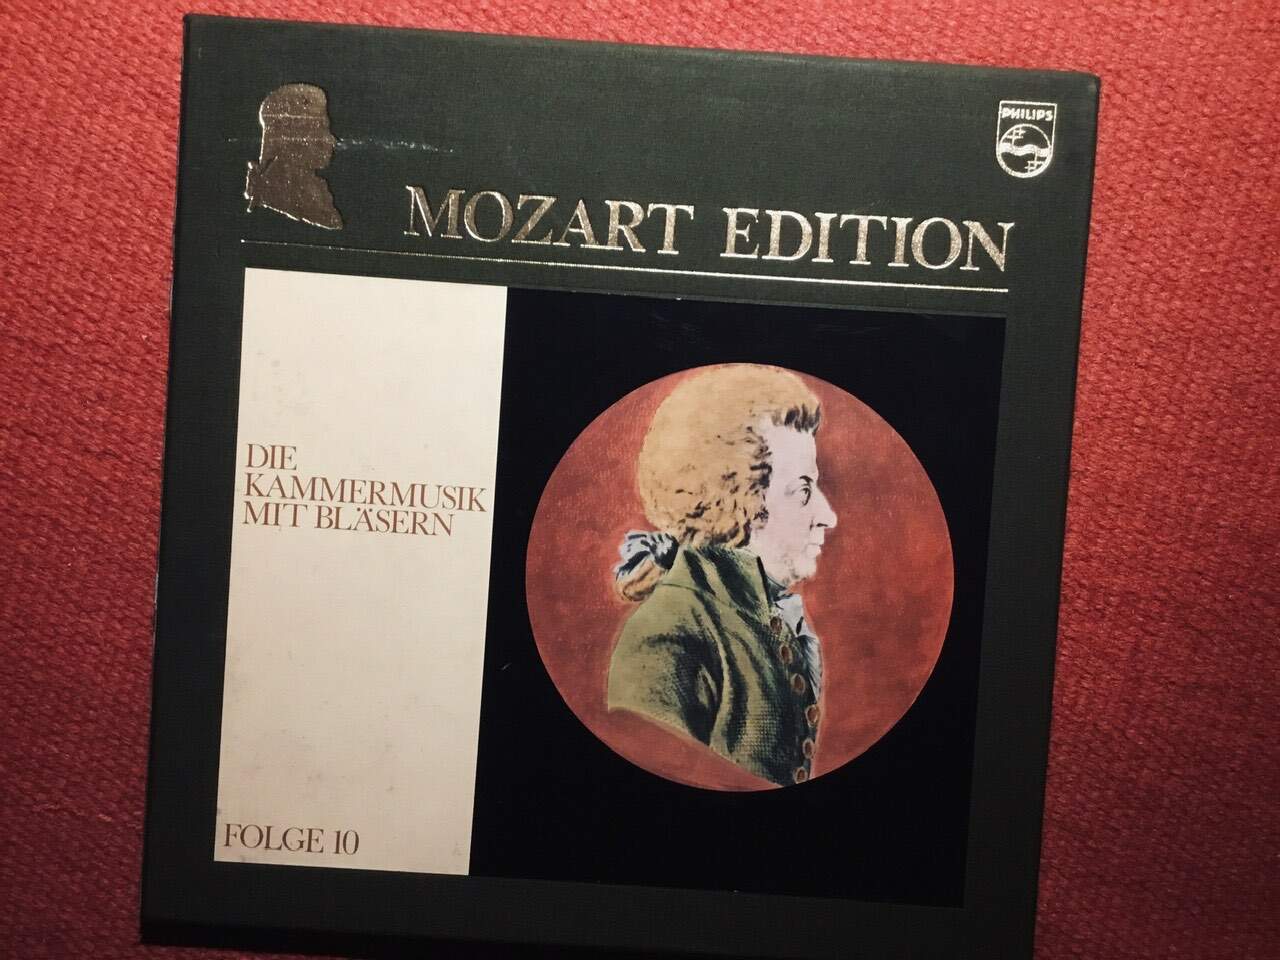 PHILIPS
MOZART EDITION
DIE
KAMMERMUSIK
MIT BLÄSERN
FOLGE 10